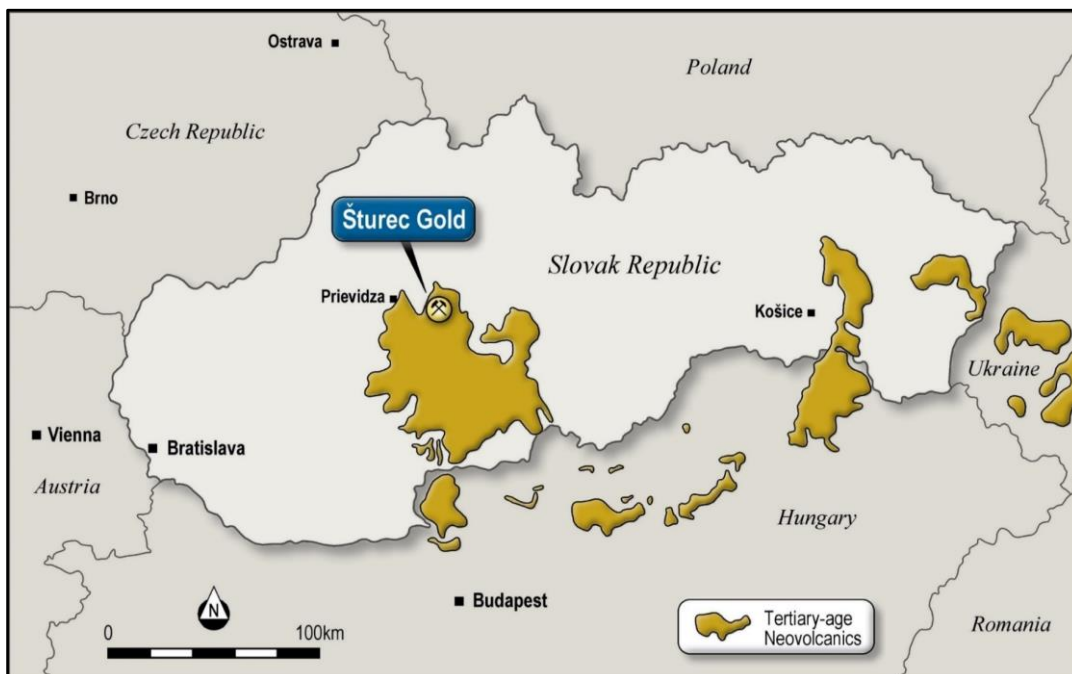 Ostrava
Poland
Czech Republic
Brno
Šturec Gold
Slovak Republic
Prievidza
Košice
Ukraine
Vienna
Bratislava
Austria
Hungary
Budapest
N
0
100km
Tertiary-age
Neovolcanics
Romania